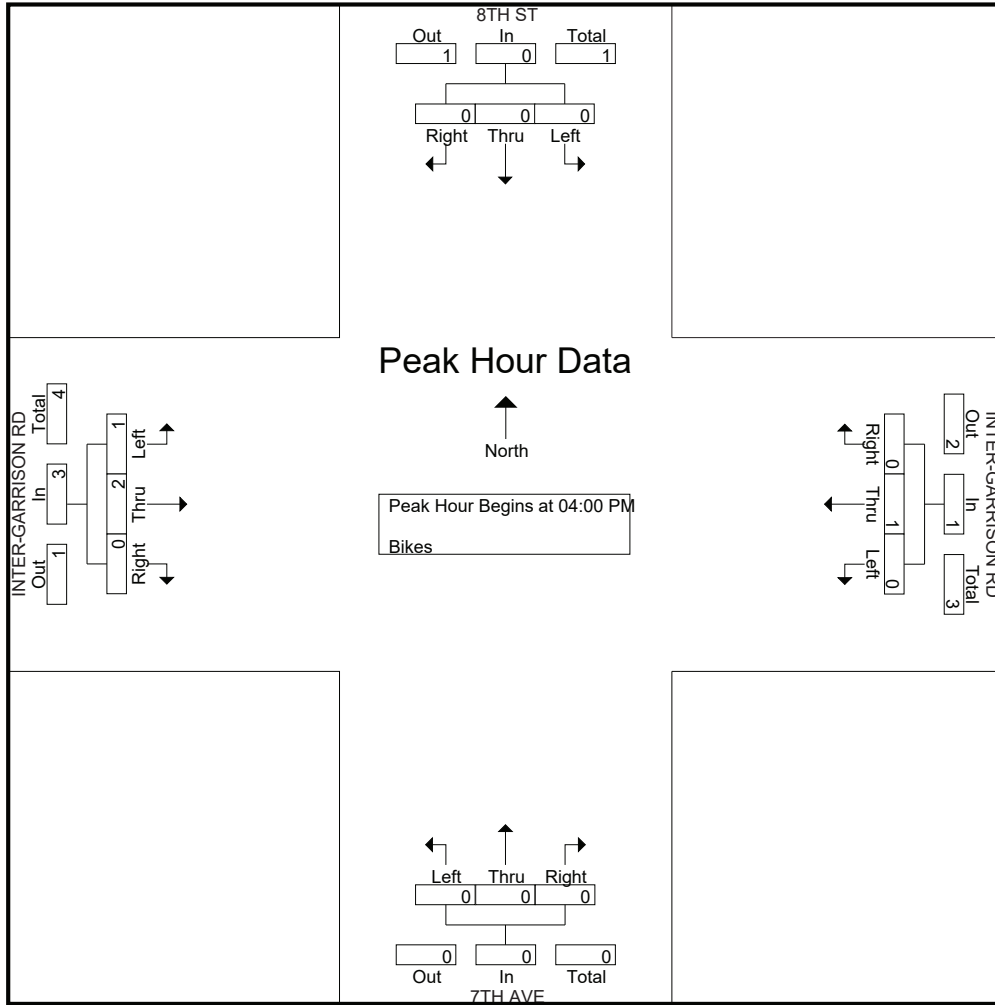 8TH ST
Out In Total
1 0 1
0 0 0
Right Thru Left
Peak Hour Data
North
Peak Hour Begins at 04:00 PM
Bikes
INTER-GARRISON RD
Out In Total
1 3 4
Right Thru Left
0 2 1
INTER-GARRISON RD
Out In Total
2 1 3
Right Thru Left
0 1 0
Left Thru Right
0 0 0
0 0 0
Out In Total
7TH AVE